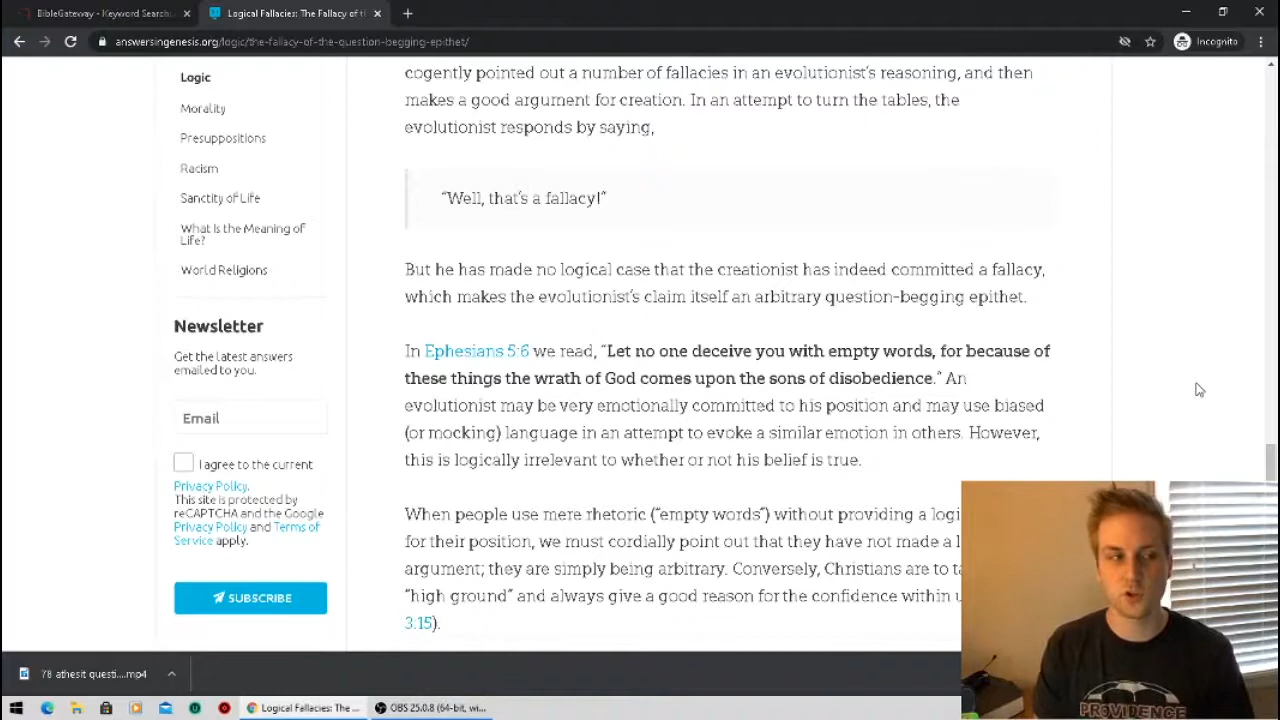 BibleGateway - Keyword Search:
Logical Fallacies: The Fallacy of t
answersingenesis.org/logic/the-fallacy-of-the-question-begging-epithet/
Incognito
Logic
Morality
Presuppositions
Racism
Sanctity of Life
What Is the Meaning of
Life?
World Religions
Newsletter
Get the latest answers
emailed to you.
Email
I agree to the current
Privacy Policy.
This site is protected by
reCAPTCHA and the Google
Privacy Policy and Terms of
Service apply.
SUBSCRIBE
cogently pointed out a number of fallacies in an evolutionist's reasoning, and then
makes a good argument for creation. In an attempt to turn the tables, the
evolutionist responds by saying,
“Well, that's a fallacy!”
But he has made no logical case that the creationist has indeed committed a fallacy,
which makes the evolutionist's claim itself an arbitrary question-begging epithet.
In Ephesians 5:6 we read, “Let no one deceive you with empty words, for because of
these things the wrath of God comes upon the sons of disobedience.” An
evolutionist may be very emotionally committed to his position and may use biased
(or mocking) language in an attempt to evoke a similar emotion in others. However,
this is logically irrelevant to whether or not his belief is true.
When people use mere rhetoric (“empty words”) without providing a logi
for their position, we must cordially point out that they have not made a l
argument; they are simply being arbitrary. Conversely, Christians are to ta
“high ground” and always give a good reason for the confidence within u
3:15).
PROVIDENCE
78 athesit questi....mp4
Logical Fallacies: The ...
OBS 25.0.8 (64-bit, wi...